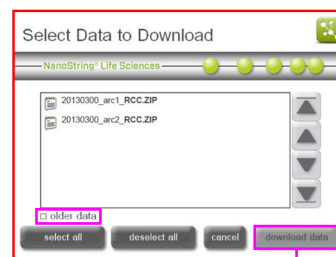 Select Data to Download
NanoString® Life Sciences
20130300_arc1_RCC.ZIP
20130300_arc2_RCC.ZIP
older data
select all deselect all cancel download data